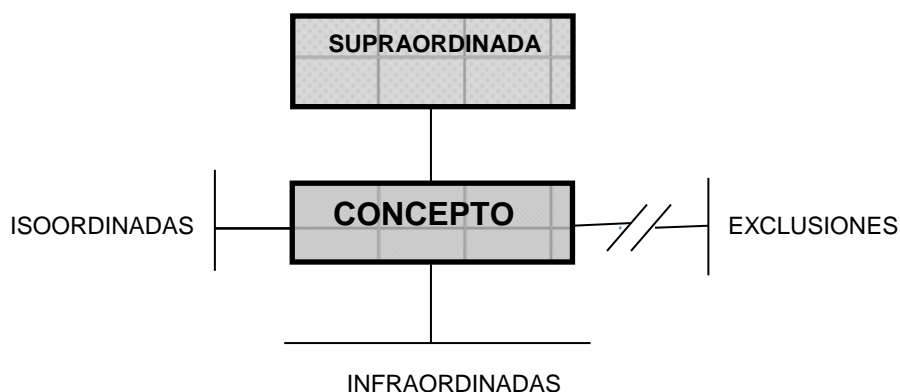 SUPRAORDINADA
CONCEPTO
ISOORDINADAS
EXCLUSIONES
INFRAORDINADAS